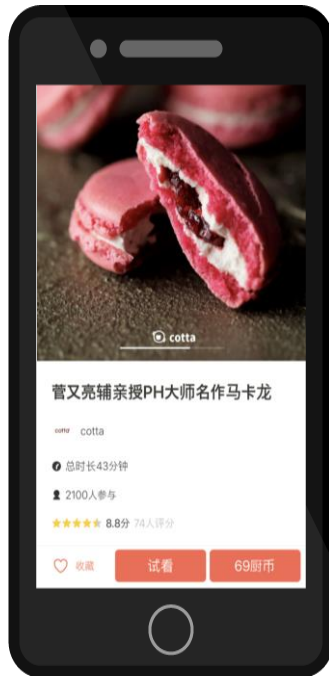 cotta
菅又亮辅亲授PH大师名作马卡龙
cotta cotta
总时长43分钟
2100人参与
8.8分 74人评分
收藏 试看 69厨币